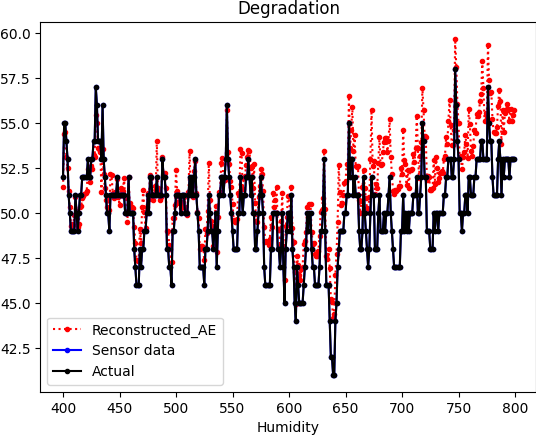 Degradation
60.0
57.5
55.0
52.5
50.0
47.5
45.0
42.5
Reconstructed_AE
Sensor data
Actual
400 450 500 550 600 650 700 750 800
Humidity